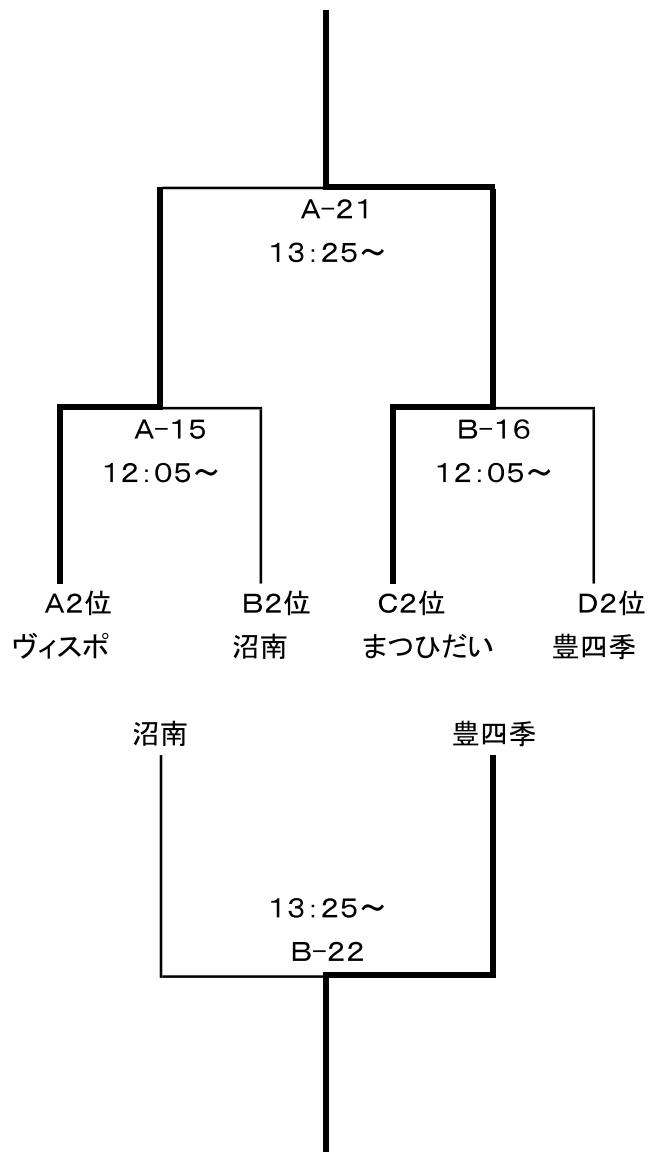 A-21
13:25～
A-15
12:05～
B-16
12:05～
A2位 B2位 C2位 D2位
ヴィスポ 沼南 まつひだい 豊四季
沼南 豊四季
13:25～
B-22